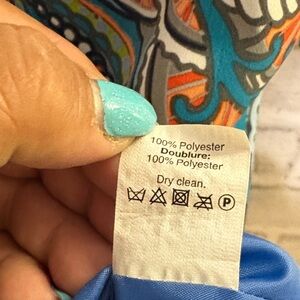 100% Polyester
Doublure:
100% Polyester
Dry clean.
P